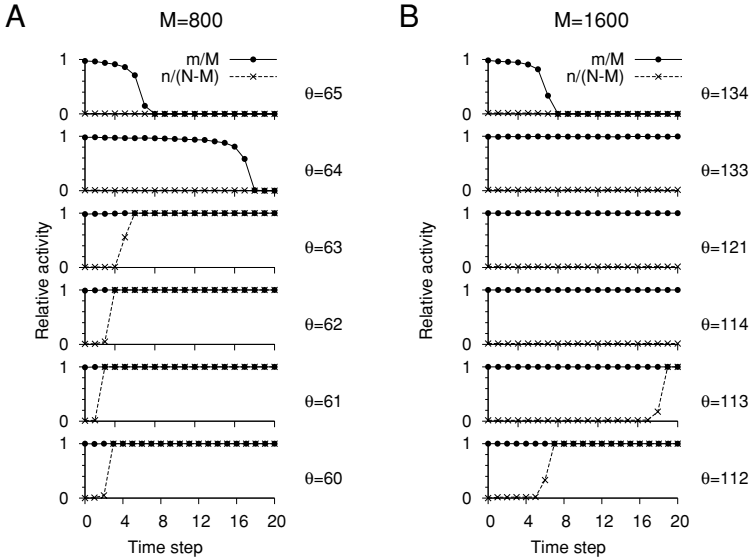 A
M=800
Relative activity
1
0
m/M
n/(N-M)
θ=65
1
0
θ=64
1
0
θ=63
1
0
θ=62
1
0
θ=61
1
0
θ=60
0 4 8 12 16 20
Time step
B
M=1600
Relative activity
1
0
m/M
n/(N-M)
θ=134
1
0
θ=133
1
0
θ=121
1
0
θ=114
1
0
θ=113
1
0
θ=112
0 4 8 12 16 20
Time step